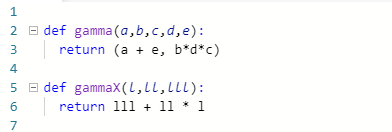 1
2 def gamma(a,b,c,d,e):
3 return (a + e, b*d*c)
4
5 def gammaX(l,ll,lll):
6 return lll + ll * l
7